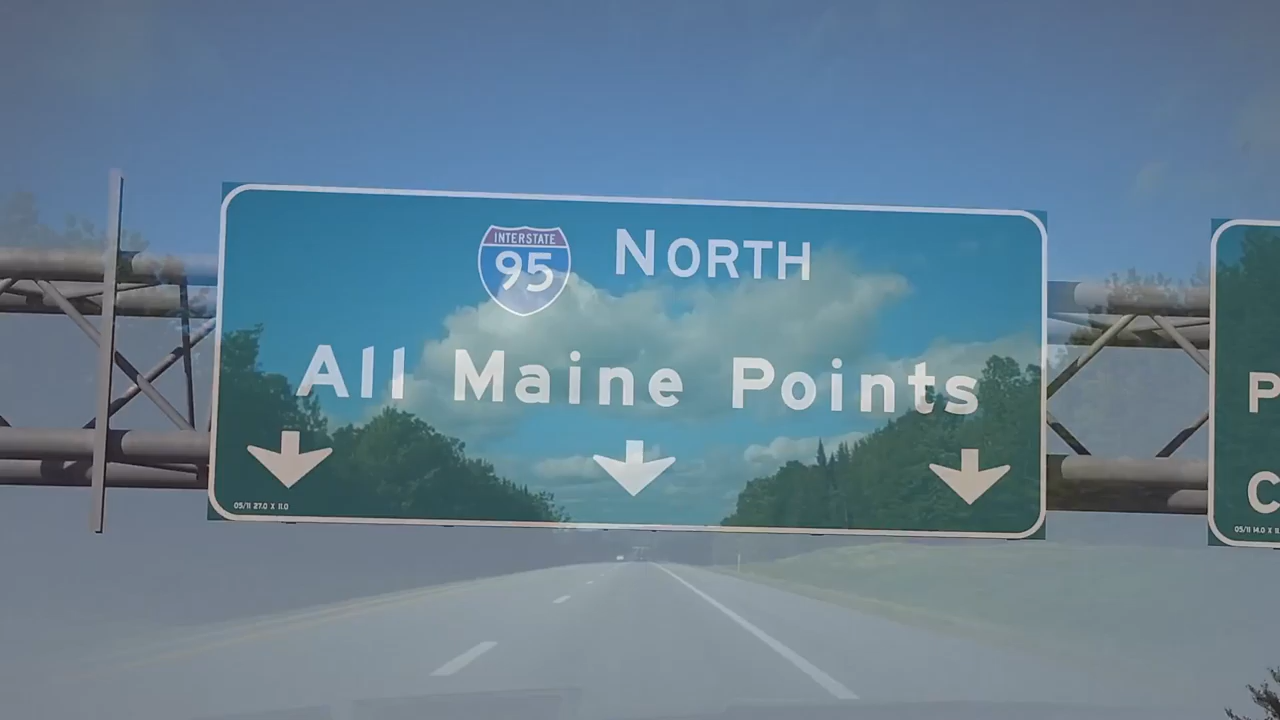 INTERSTATE
95 NORTH
All Maine Points
05/11 27.0 X 11.0
P
C
05/11 14.0 X 11